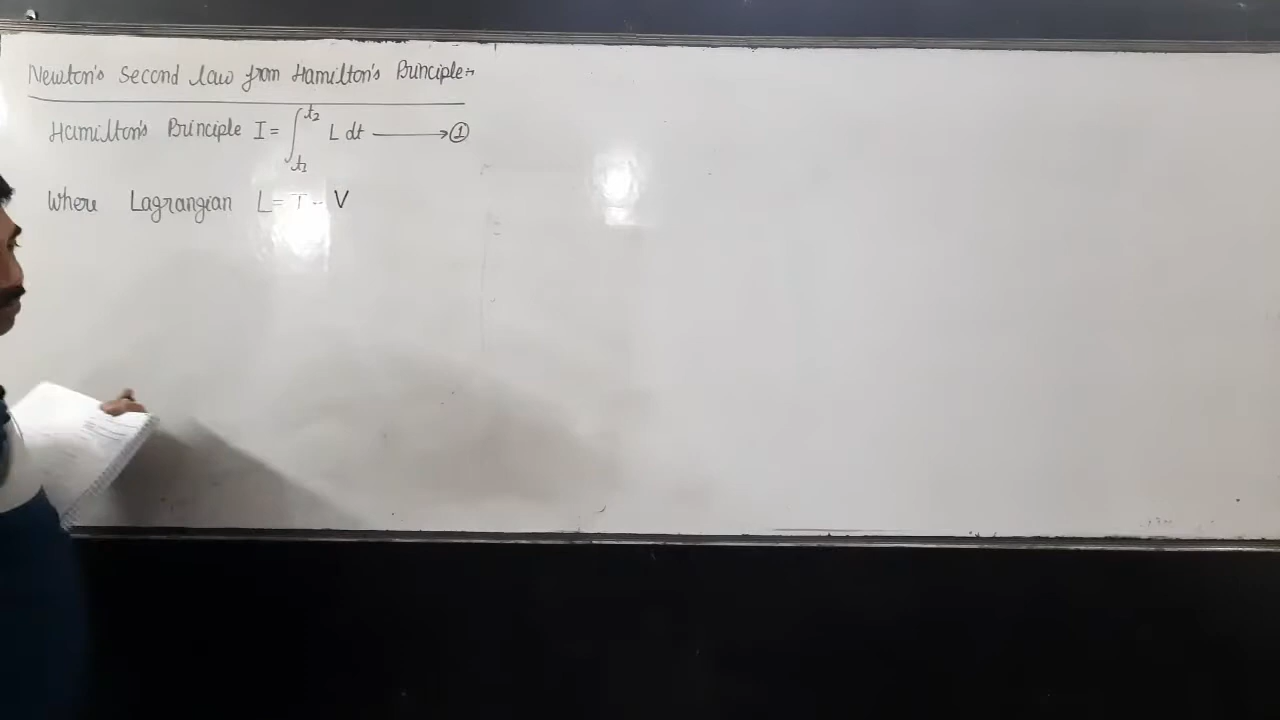 Newton's Second law from Hamilton's Principle:-
Hamilton's Principle I = ∫_{t1}^{t2} L dt ⟶ ①
Where Lagrangian L = T - V